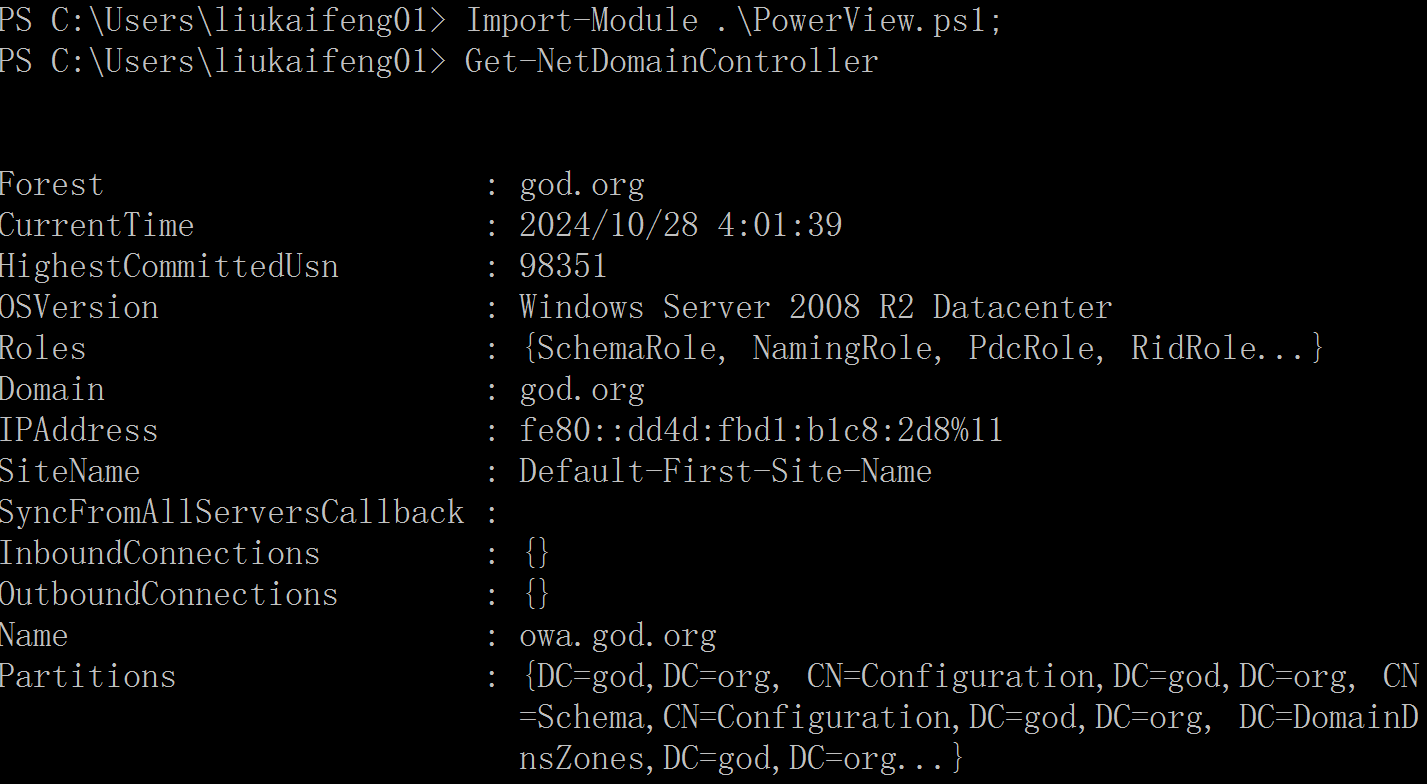 PS C:\Users\liukaifeng01> Import-Module .\PowerView.ps1;
PS C:\Users\liukaifeng01> Get-NetDomainController
Forest : god.org
CurrentTime : 2024/10/28 4:01:39
HighestCommittedUsn : 98351
OSVersion : Windows Server 2008 R2 Datacenter
Roles : {SchemaRole, NamingRole, PdcRole, RidRole...}
Domain : god.org
IPAddress : fe80::dd4d:fbd1:b1c8:2d8%11
SiteName : Default-First-Site-Name
SyncFromAllServersCallback :
InboundConnections : {}
OutboundConnections : {}
Name : owa.god.org
Partitions : {DC=god,DC=org, CN=Configuration,DC=god,DC=org, CN
=Schema,CN=Configuration,DC=god,DC=org, DC=DomainD
nsZones,DC=god,DC=org...}